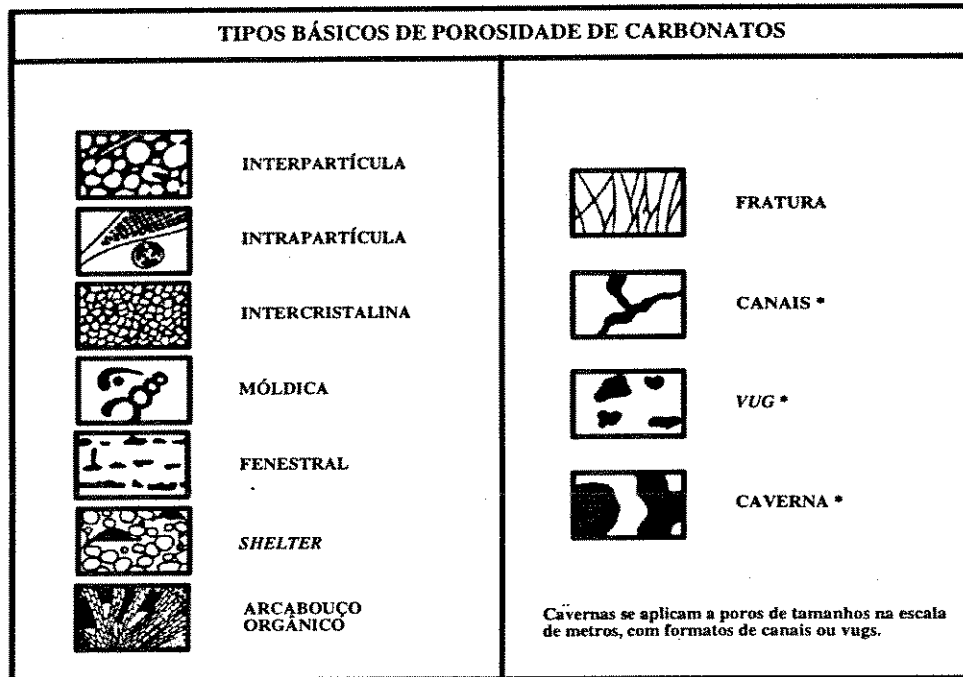 TIPOS BÁSICOS DE POROSIDADE DE CARBONATOS
INTERPARTÍCULA
INTRAPARTÍCULA
INTERCRISTALINA
MÓLDICA
FENESTRAL
SHELTER
ARCABOUÇO
ORGÂNICO
FRATURA
CANAIS *
VUG *
CAVERNA *
Cavernas se aplicam a poros de tamanhos na escala
de metros, com formatos de canais ou vugs.